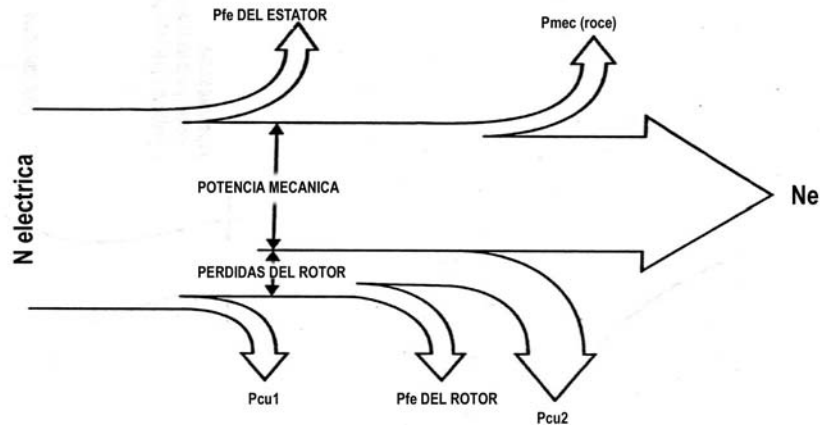 Pfe DEL ESTATOR
Pmec (roce)
N electrica
POTENCIA MECANICA
Ne
PERDIDAS DEL ROTOR
Pcu1
Pfe DEL ROTOR
Pcu2